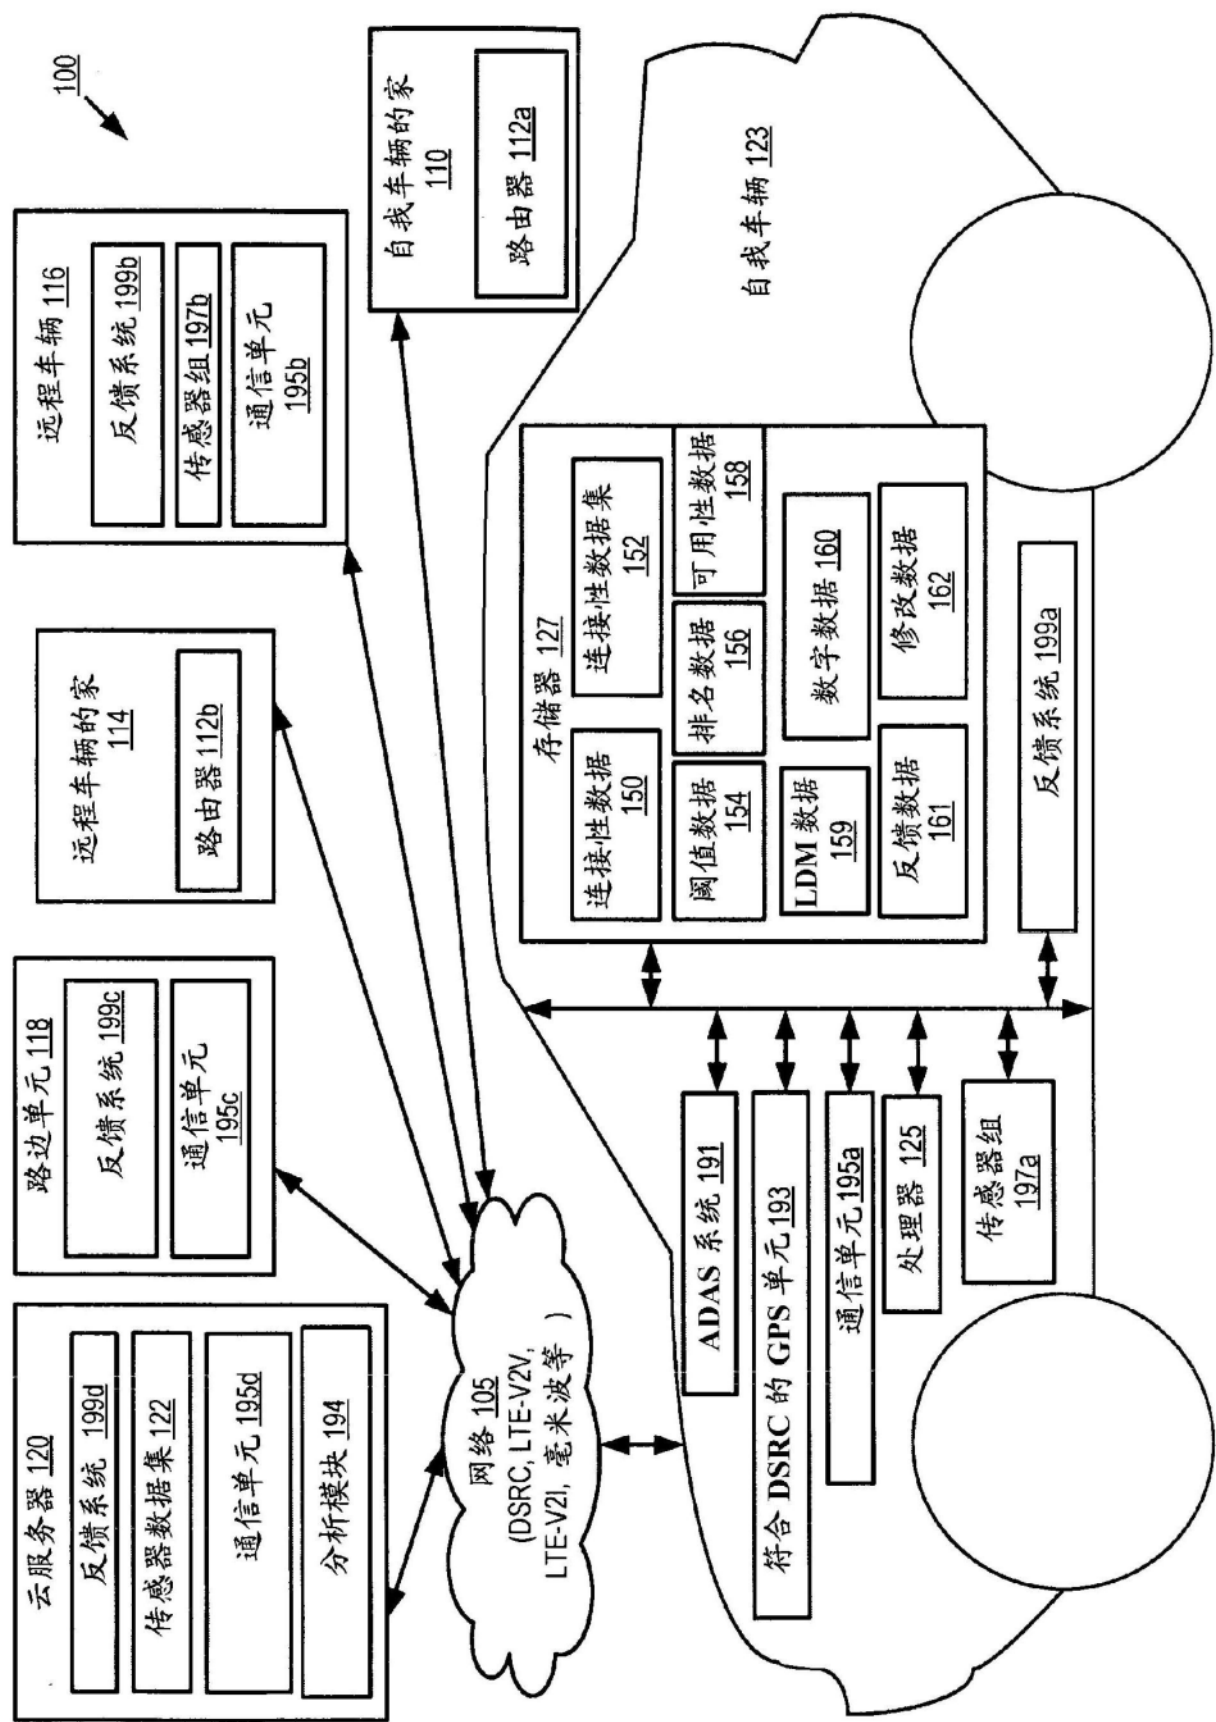 100
云服务器 120
反馈系统 199d
传感器数据集 122
通信单元 195d
分析模块 194
路边单元 118
反馈系统 199c
通信单元
195c
远程车辆的家
114
路由器 112b
远程车辆 116
反馈系统 199b
传感器组 197b
通信单元
195b
自我车辆的家
110
路由器 112a
网络 105
(DSRC, LTE-V2V,
LTE-V2I, 毫米波等 )
自我车辆 123
存储器 127
连接性数据
150
连接性数据集
152
阈值数据
154
排名数据
156
可用性数据
158
LDM 数据
159
数字数据 160
反馈数据
161
修改数据
162
ADAS 系统 191
符合 DSRC 的 GPS 单元 193
通信单元 195a
处理器 125
传感器组
197a
反馈系统 199a